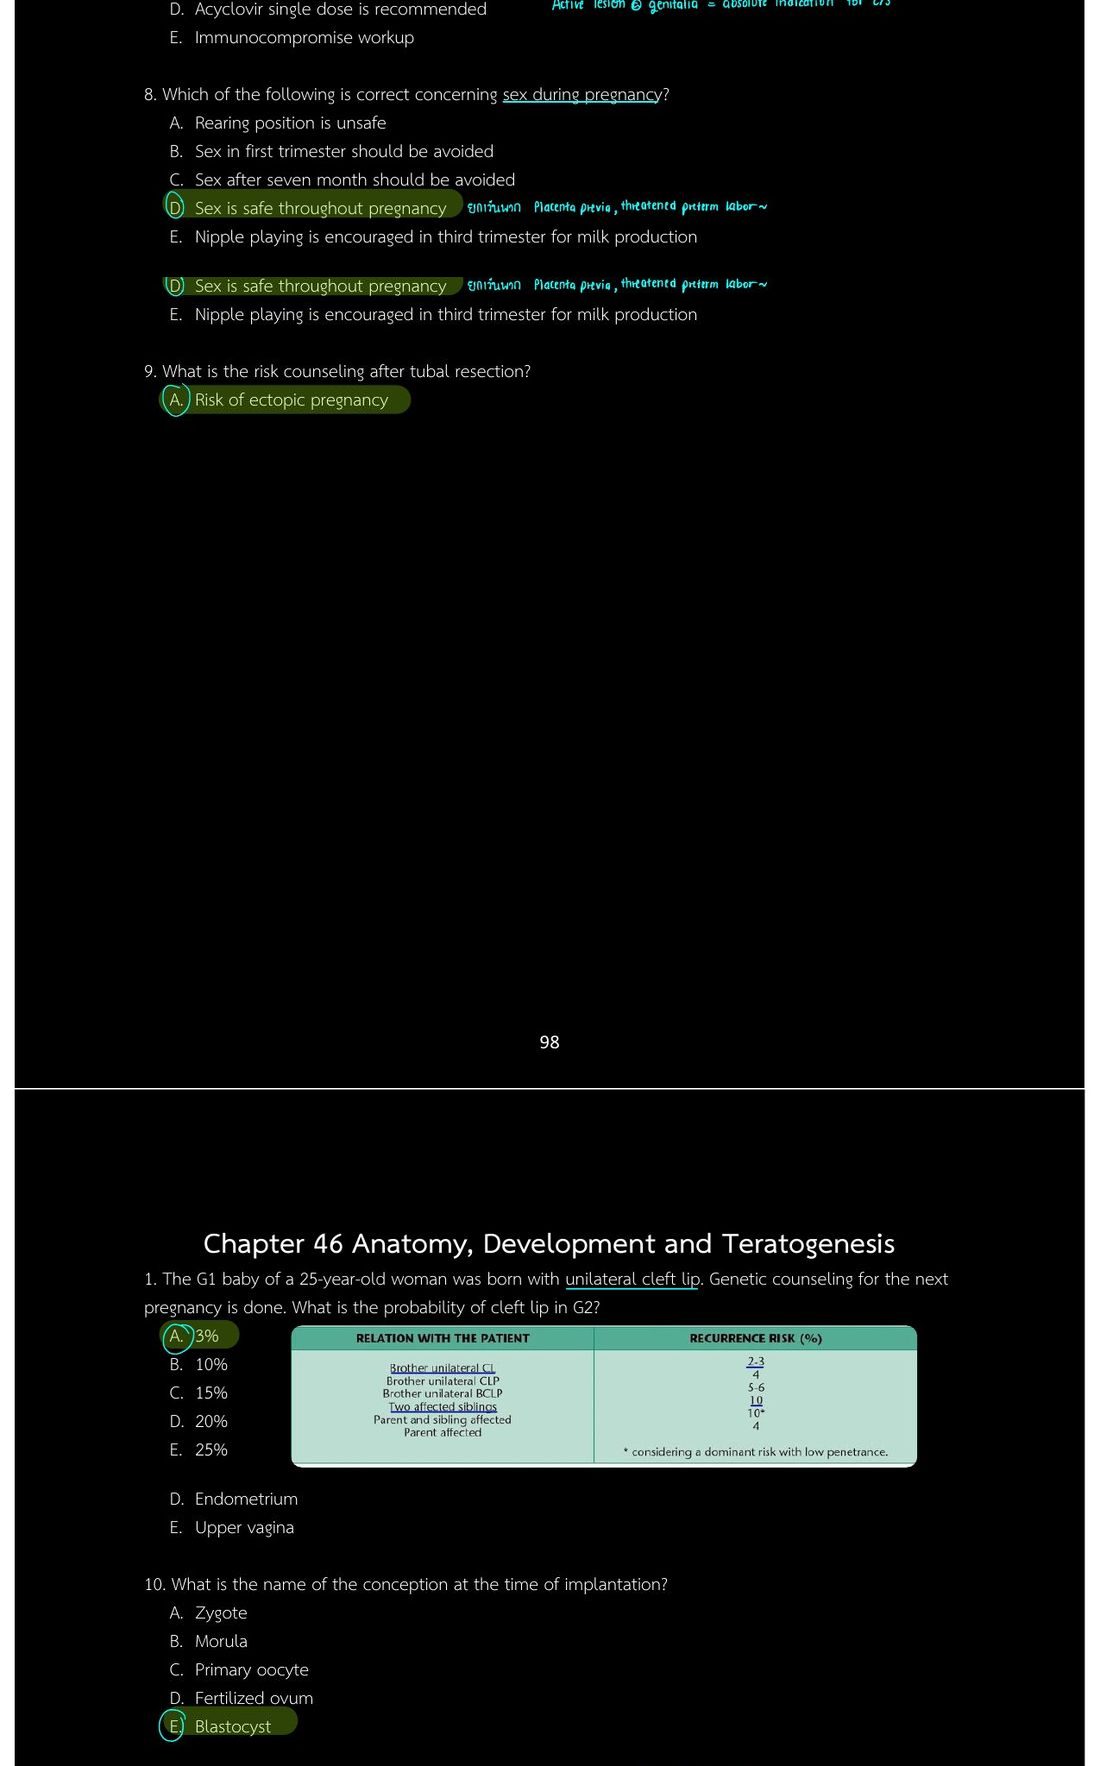 D. Acyclovir single dose is recommended Active lesion @ genitalia = absolute indication for C/S
E. Immunocompromise workup
8. Which of the following is correct concerning sex during pregnancy?
A. Rearing position is unsafe
B. Sex in first trimester should be avoided
C. Sex after seven month should be avoided
D. Sex is safe throughout pregnancy ยกเว้นพวก Placenta previa, threatened preterm labor~
E. Nipple playing is encouraged in third trimester for milk production
D. Sex is safe throughout pregnancy ยกเว้นพวก Placenta previa, threatened preterm labor~
E. Nipple playing is encouraged in third trimester for milk production
9. What is the risk counseling after tubal resection?
A. Risk of ectopic pregnancy
98
Chapter 46 Anatomy, Development and Teratogenesis
1. The G1 baby of a 25-year-old woman was born with unilateral cleft lip. Genetic counseling for the next
pregnancy is done. What is the probability of cleft lip in G2?
A. 3%
B. 10%
C. 15%
D. 20%
E. 25%
RELATION WITH THE PATIENT RECURRENCE RISK (%)
Brother unilateral CL 2-3
Brother unilateral CLP 4
Brother unilateral BCLP 5-6
Two affected siblings 10
Parent and sibling affected 10*
Parent affected 4
* considering a dominant risk with low penetrance.
D. Endometrium
E. Upper vagina
10. What is the name of the conception at the time of implantation?
A. Zygote
B. Morula
C. Primary oocyte
D. Fertilized ovum
E. Blastocyst